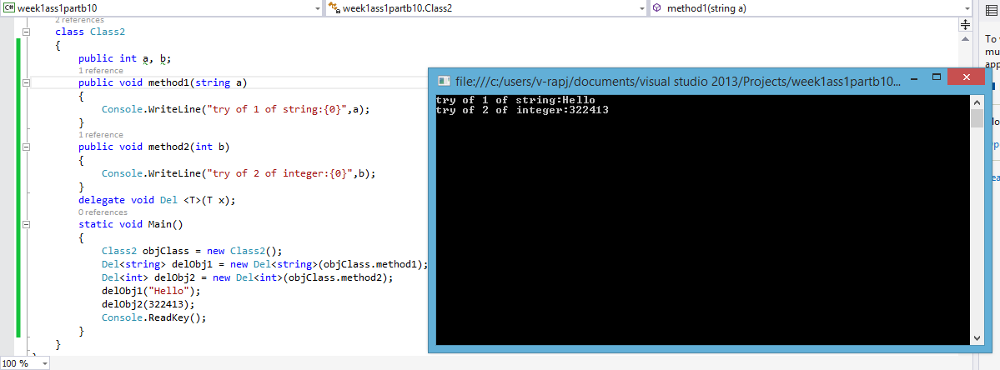 week1ass1partb10
week1ass1partb10.Class2
method1(string a)
2 references
class Class2
{
public int a, b;
1 reference
public void method1(string a)
{
Console.WriteLine("try of 1 of string:{0}",a);
}
1 reference
public void method2(int b)
{
Console.WriteLine("try of 2 of integer:{0}",b);
}
delegate void Del <T>(T x);
0 references
static void Main()
{
Class2 objClass = new Class2();
Del<string> delObj1 = new Del<string>(objClass.method1);
Del<int> delObj2 = new Del<int>(objClass.method2);
delObj1("Hello");
delObj2(322413);
Console.ReadKey();
}
}
100 %
file:///c:/users/v-rapj/documents/visual studio 2013/Projects/week1ass1partb10...
try of 1 of string:Hello
try of 2 of integer:322413
To
mu
app